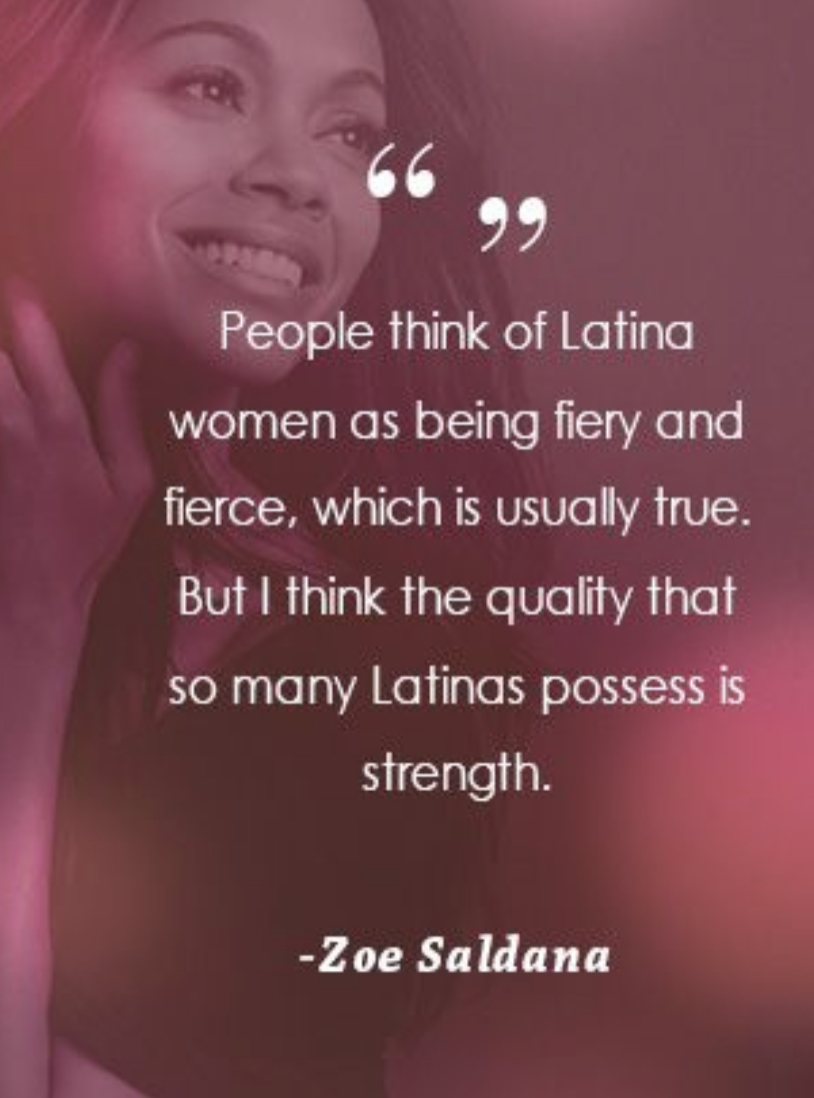 “ ”
People think of Latina
women as being fiery and
fierce, which is usually true.
But I think the quality that
so many Latinas possess is
strength.
-Zoe Saldana